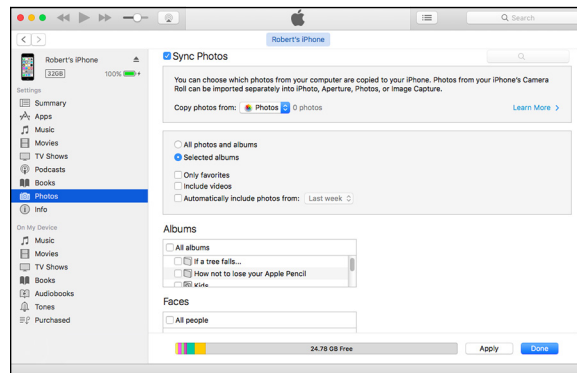 Search
Robert's iPhone
Robert's iPhone
32GB 100%
Settings
Summary
Apps
Music
Movies
TV Shows
Podcasts
Books
Photos
Info
On My Device
Music
Movies
TV Shows
Books
Audiobooks
Tones
Purchased
Sync Photos
You can choose which photos from your computer are copied to your iPhone. Photos from your iPhone's Camera
Roll can be imported separately into iPhoto, Aperture, Photos, or Image Capture.
Copy photos from: Photos 0 photos Learn More
All photos and albums
Selected albums
Only favorites
Include videos
Automatically include photos from: Last week
Albums
All albums
If a tree falls...
How not to lose your Apple Pencil
Kids
Faces
All people
24.78 GB Free Apply Done